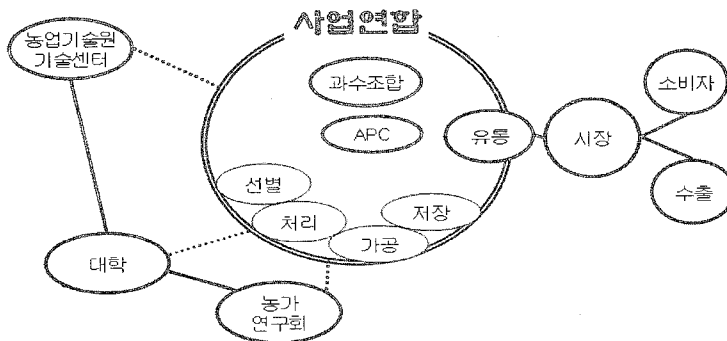 사업연합
농업기술원
기술센터
과수조합
소비자
APC
유통
시장
선별
수출
저장
처리
가공
대학
농가
연구회